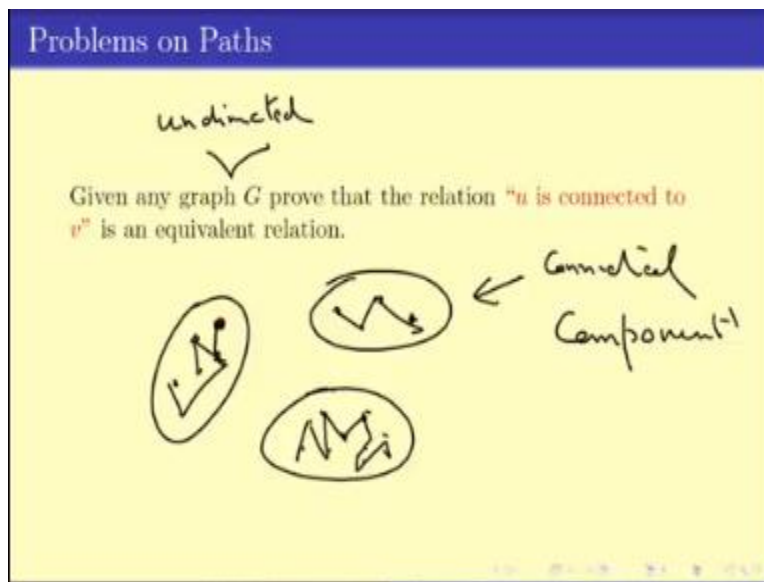 Problems on Paths
undirected
Given any graph G prove that the relation “u is connected to
v” is an equivalent relation.
Connected
Component